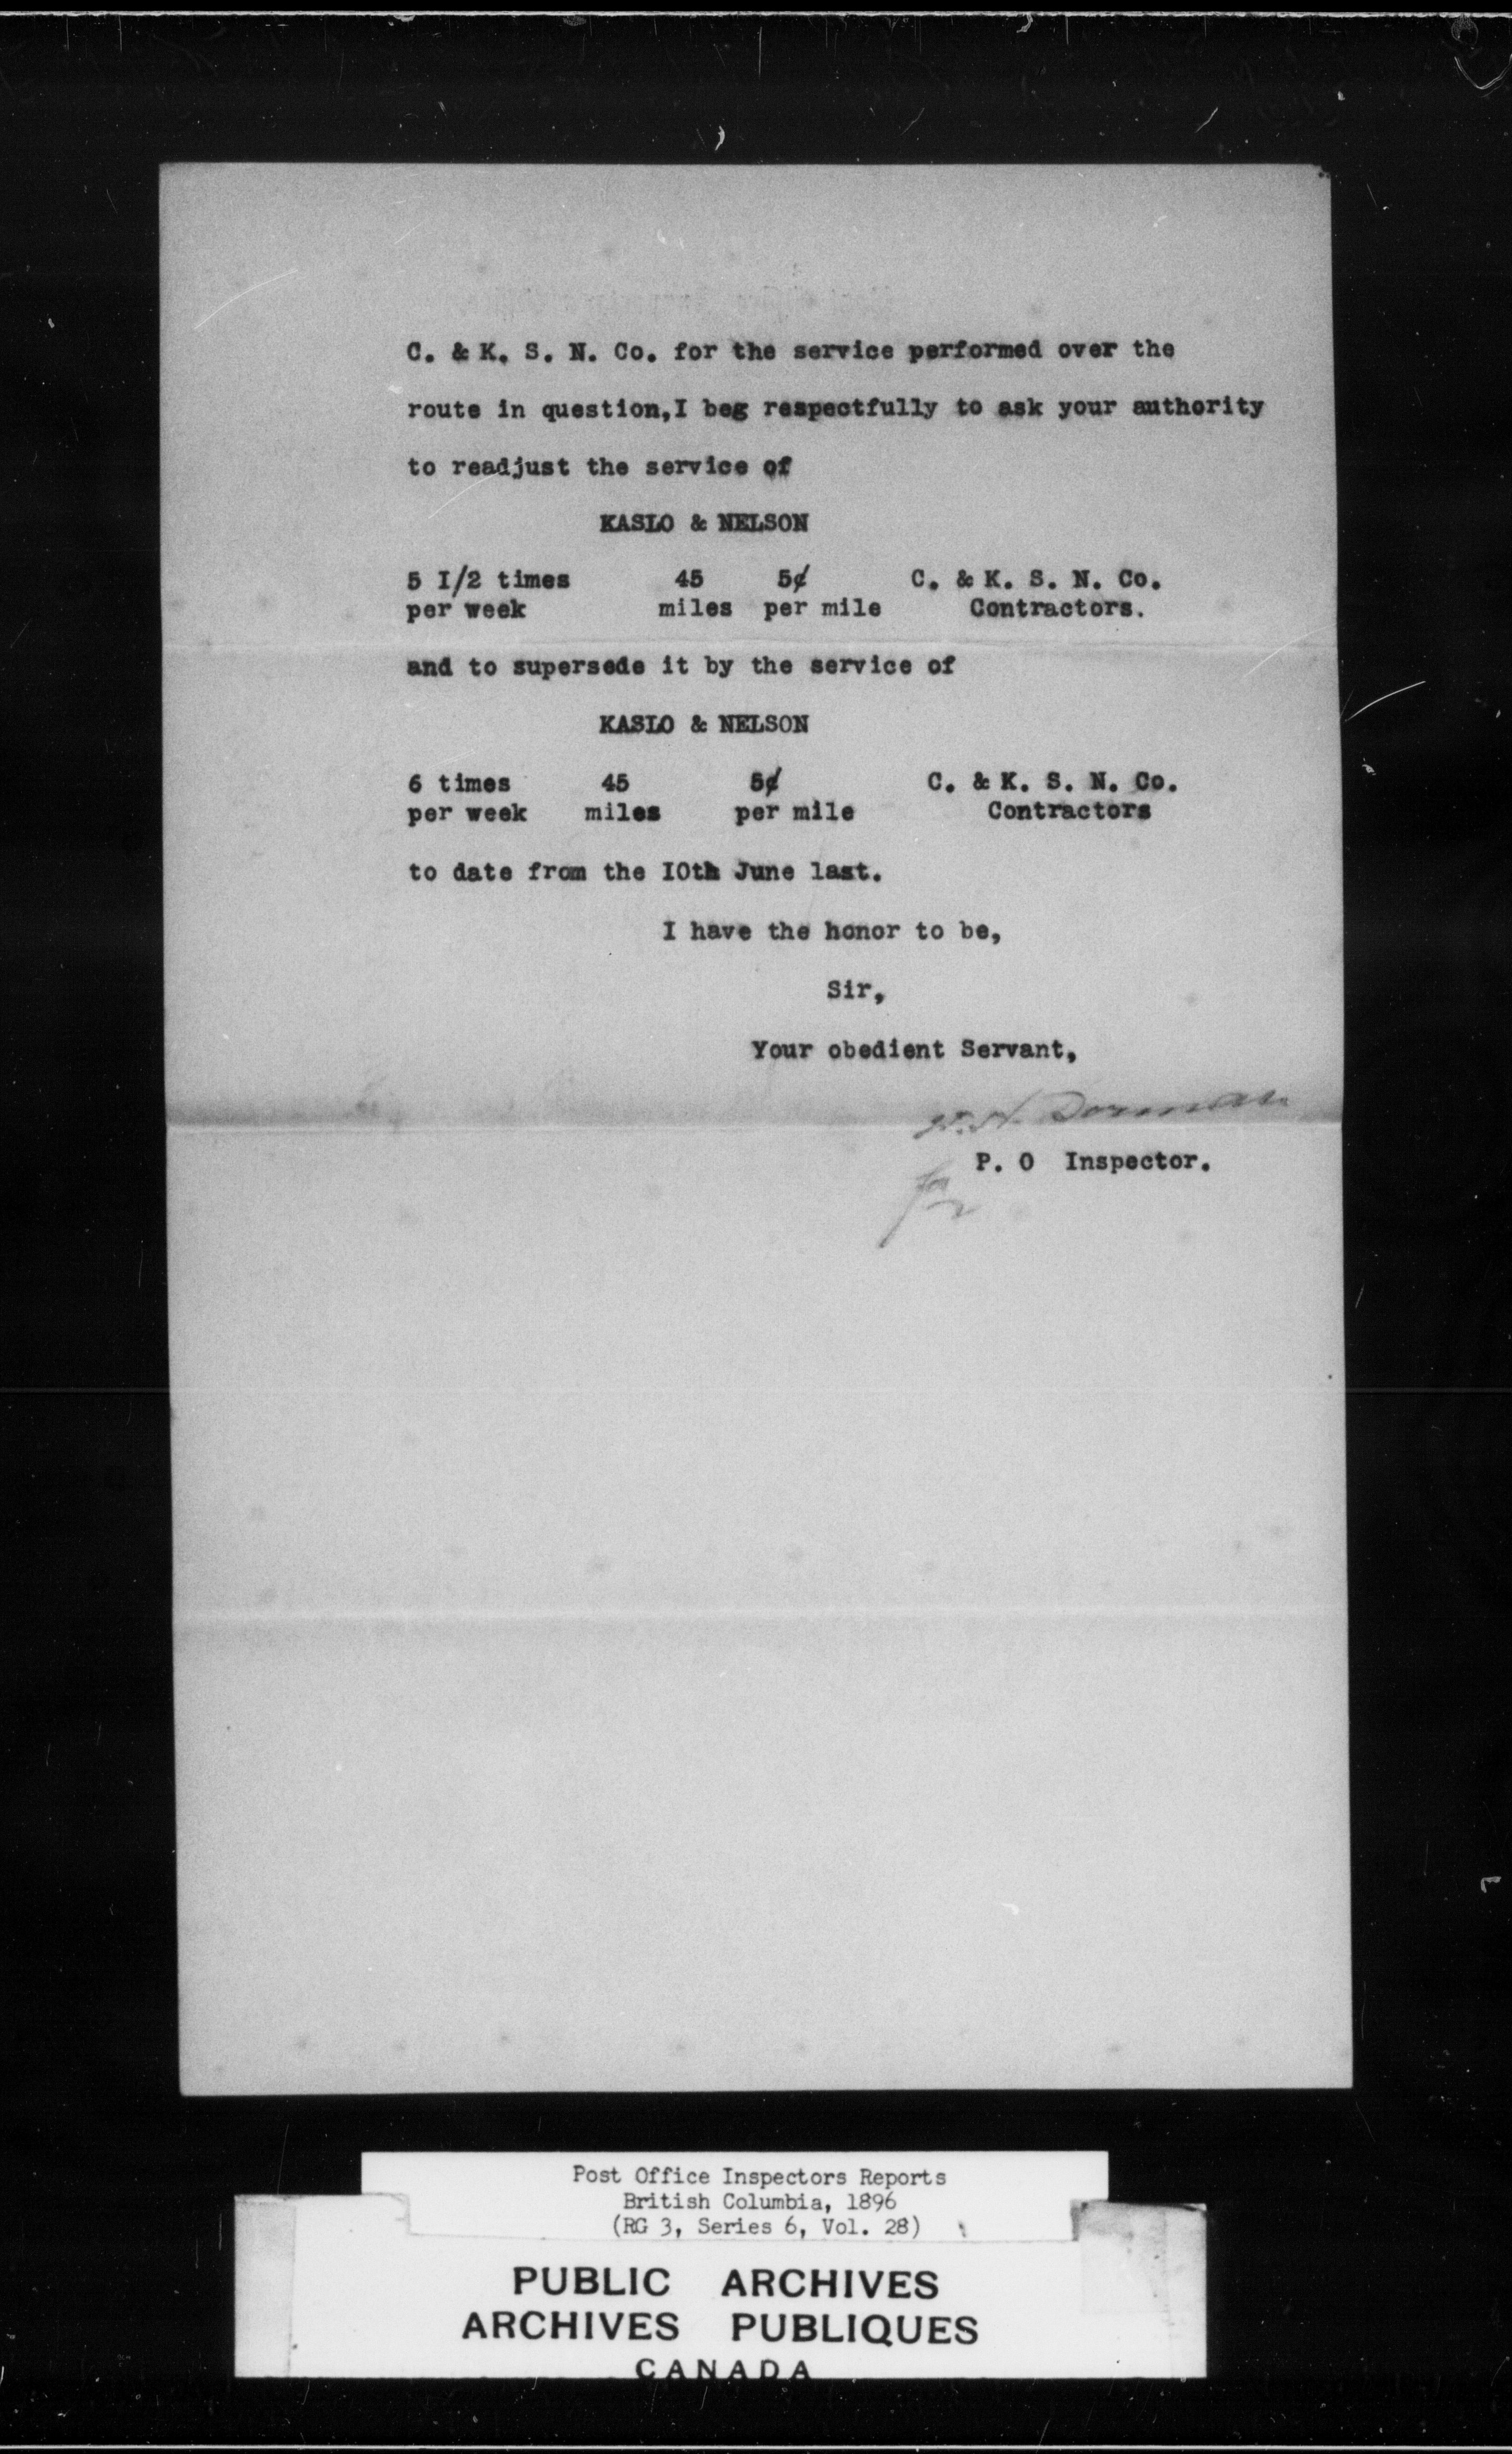 C. & K. S. N. Co. for the service performed over the
route in question,I beg respectfully to ask your authority
to readjust the service of
KASLO & NELSON
5 I/2 times 45 5¢ C. & K. S. N. Co.
per week miles per mile Contractors.
and to supersede it by the service of
KASLO & NELSON
6 times 45 5¢ C. & K. S. N. Co.
per week miles per mile Contractors
to date from the I0th June last.
I have the honor to be,
Sir,
Your obedient Servant,
Dorman
P. O Inspector.
for
Post Office Inspectors Reports
British Columbia, 1896
(RG 3, Series 6, Vol. 28)
PUBLIC ARCHIVES
ARCHIVES PUBLIQUES
CANADA